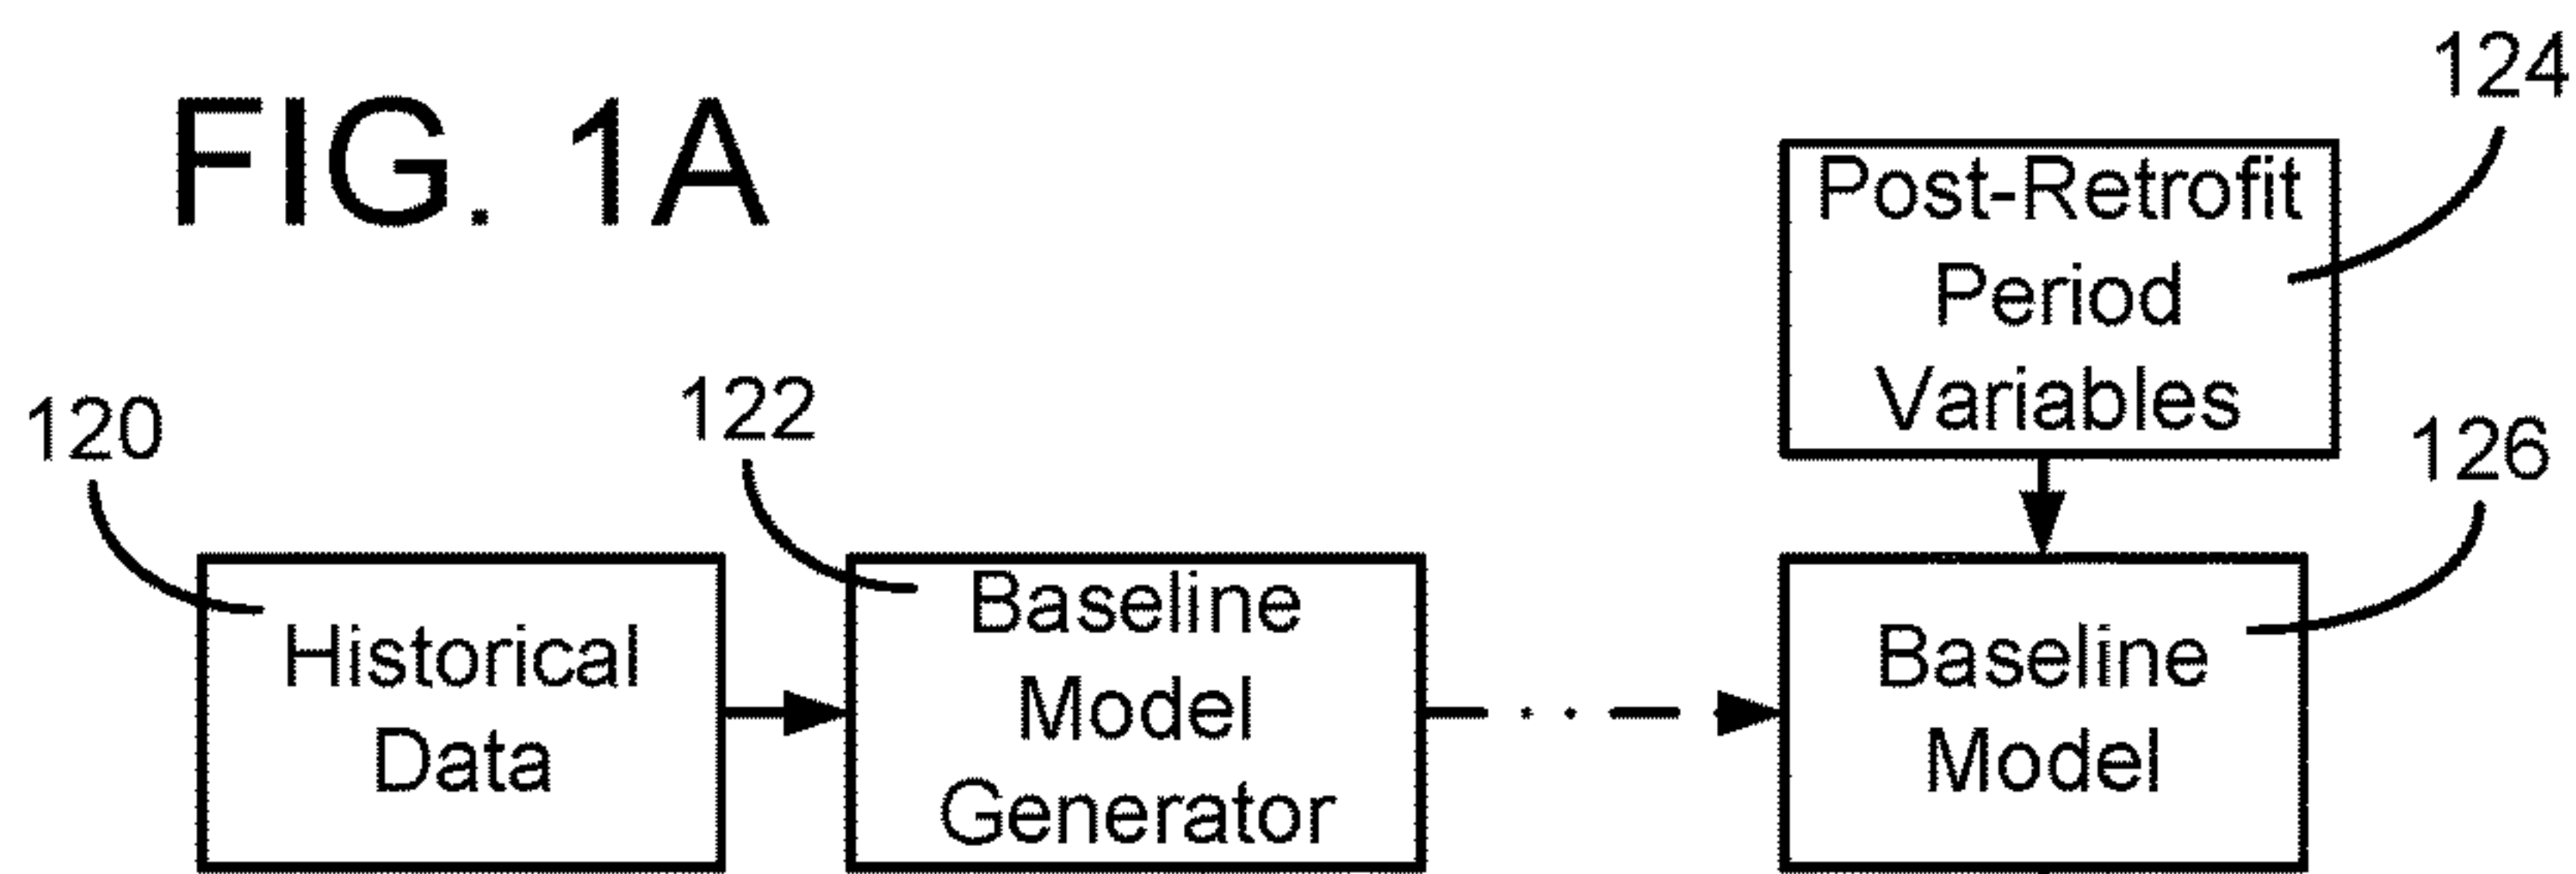 FIG. 1A
124
Post-Retrofit
Period
Variables
120
122
126
Historical
Data
Baseline
Model
Generator
Baseline
Model